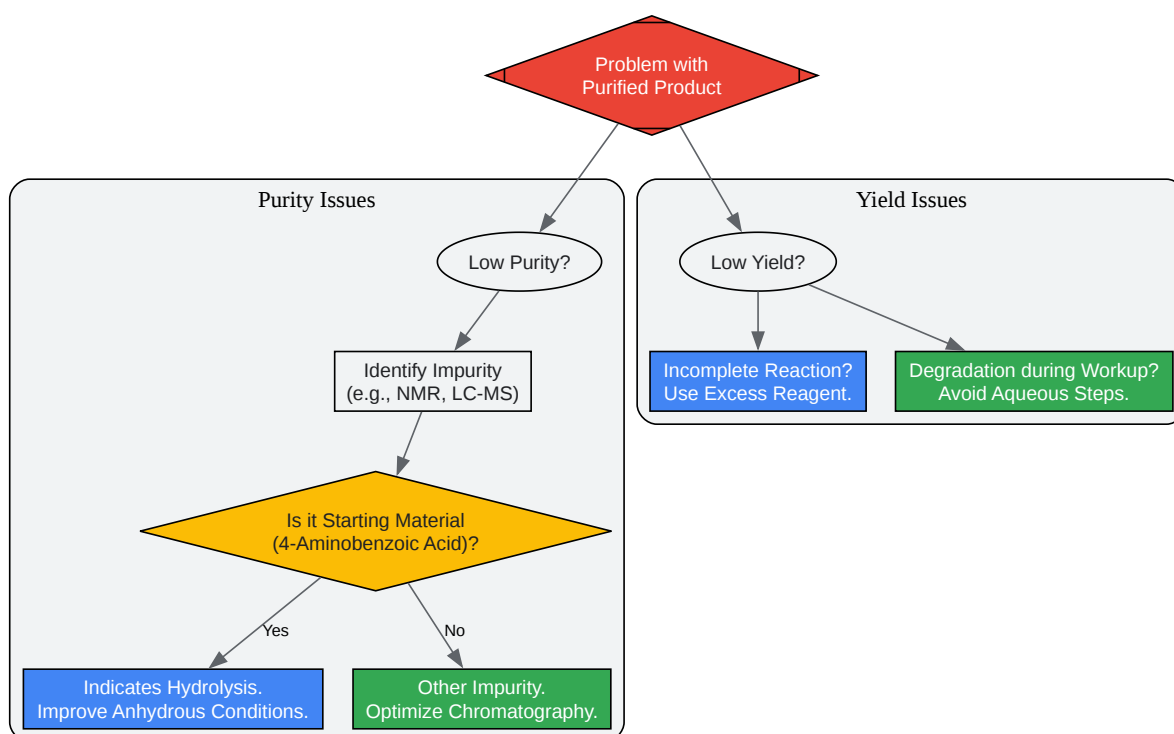 Problem with
Purified Product
Purity Issues
Yield Issues
Low Purity?
Low Yield?
Identify Impurity
(e.g., NMR, LC-MS)
Incomplete Reaction?
Use Excess Reagent.
Degradation during Workup?
Avoid Aqueous Steps.
Is it Starting Material
(4-Aminobenzoic Acid)?
Yes
No
Indicates Hydrolysis.
Improve Anhydrous Conditions.
Other Impurity.
Optimize Chromatography.